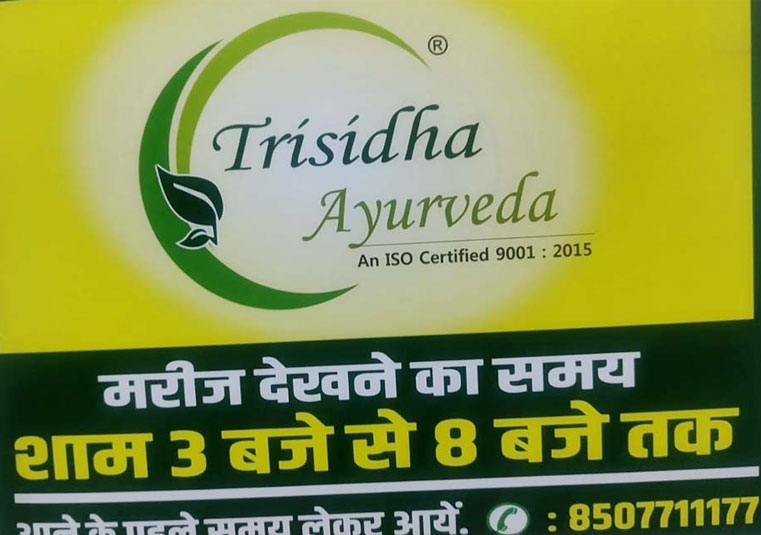 ®
Trisidha
Ayurveda
An ISO Certified 9001 : 2015
मरीज देखने का समय
शाम 3 बजे से 8 बजे तक
आने के पहले समय लेकर आयें. : 8507711177